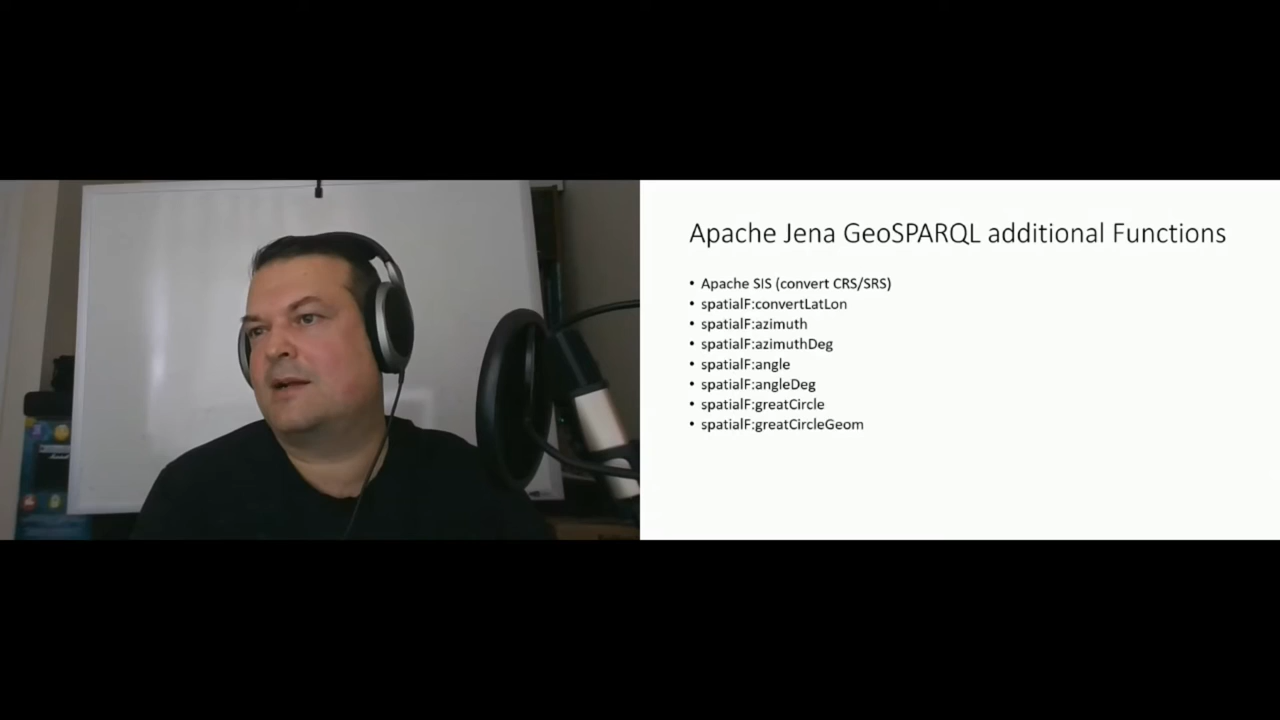 Apache Jena GeoSPARQL additional Functions
• Apache SIS (convert CRS/SRS)
• spatialF:convertLatLon
• spatialF:azimuth
• spatialF:azimuthDeg
• spatialF:angle
• spatialF:angleDeg
• spatialF:greatCircle
• spatialF:greatCircleGeom